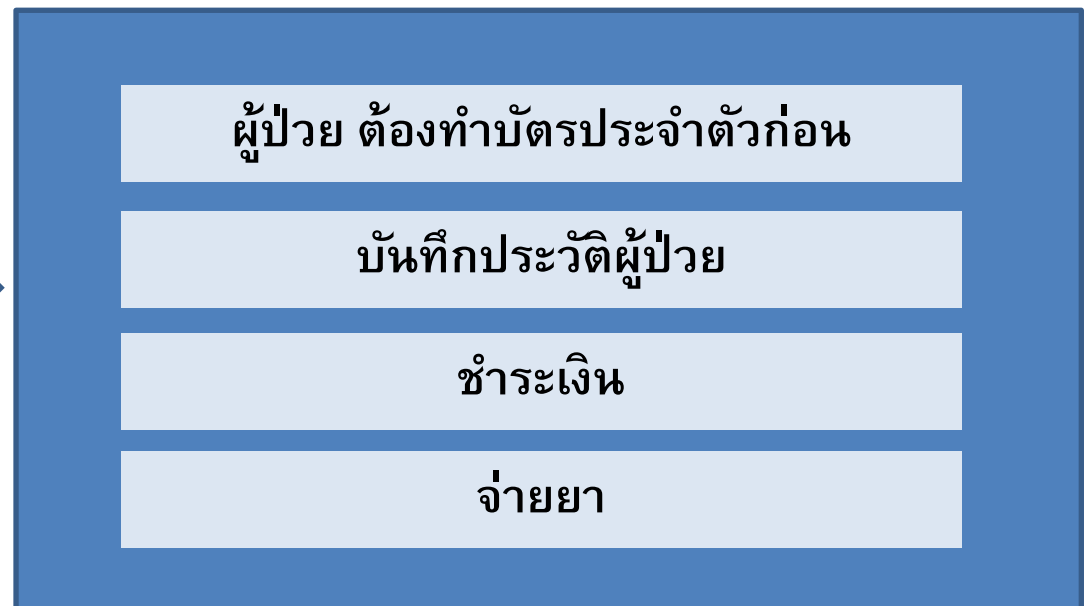 ผู้ป่วย ต้องทำบัตรประจำตัวก่อน
บันทึกประวัติผู้ป่วย
ชำระเงิน
จ่ายยา